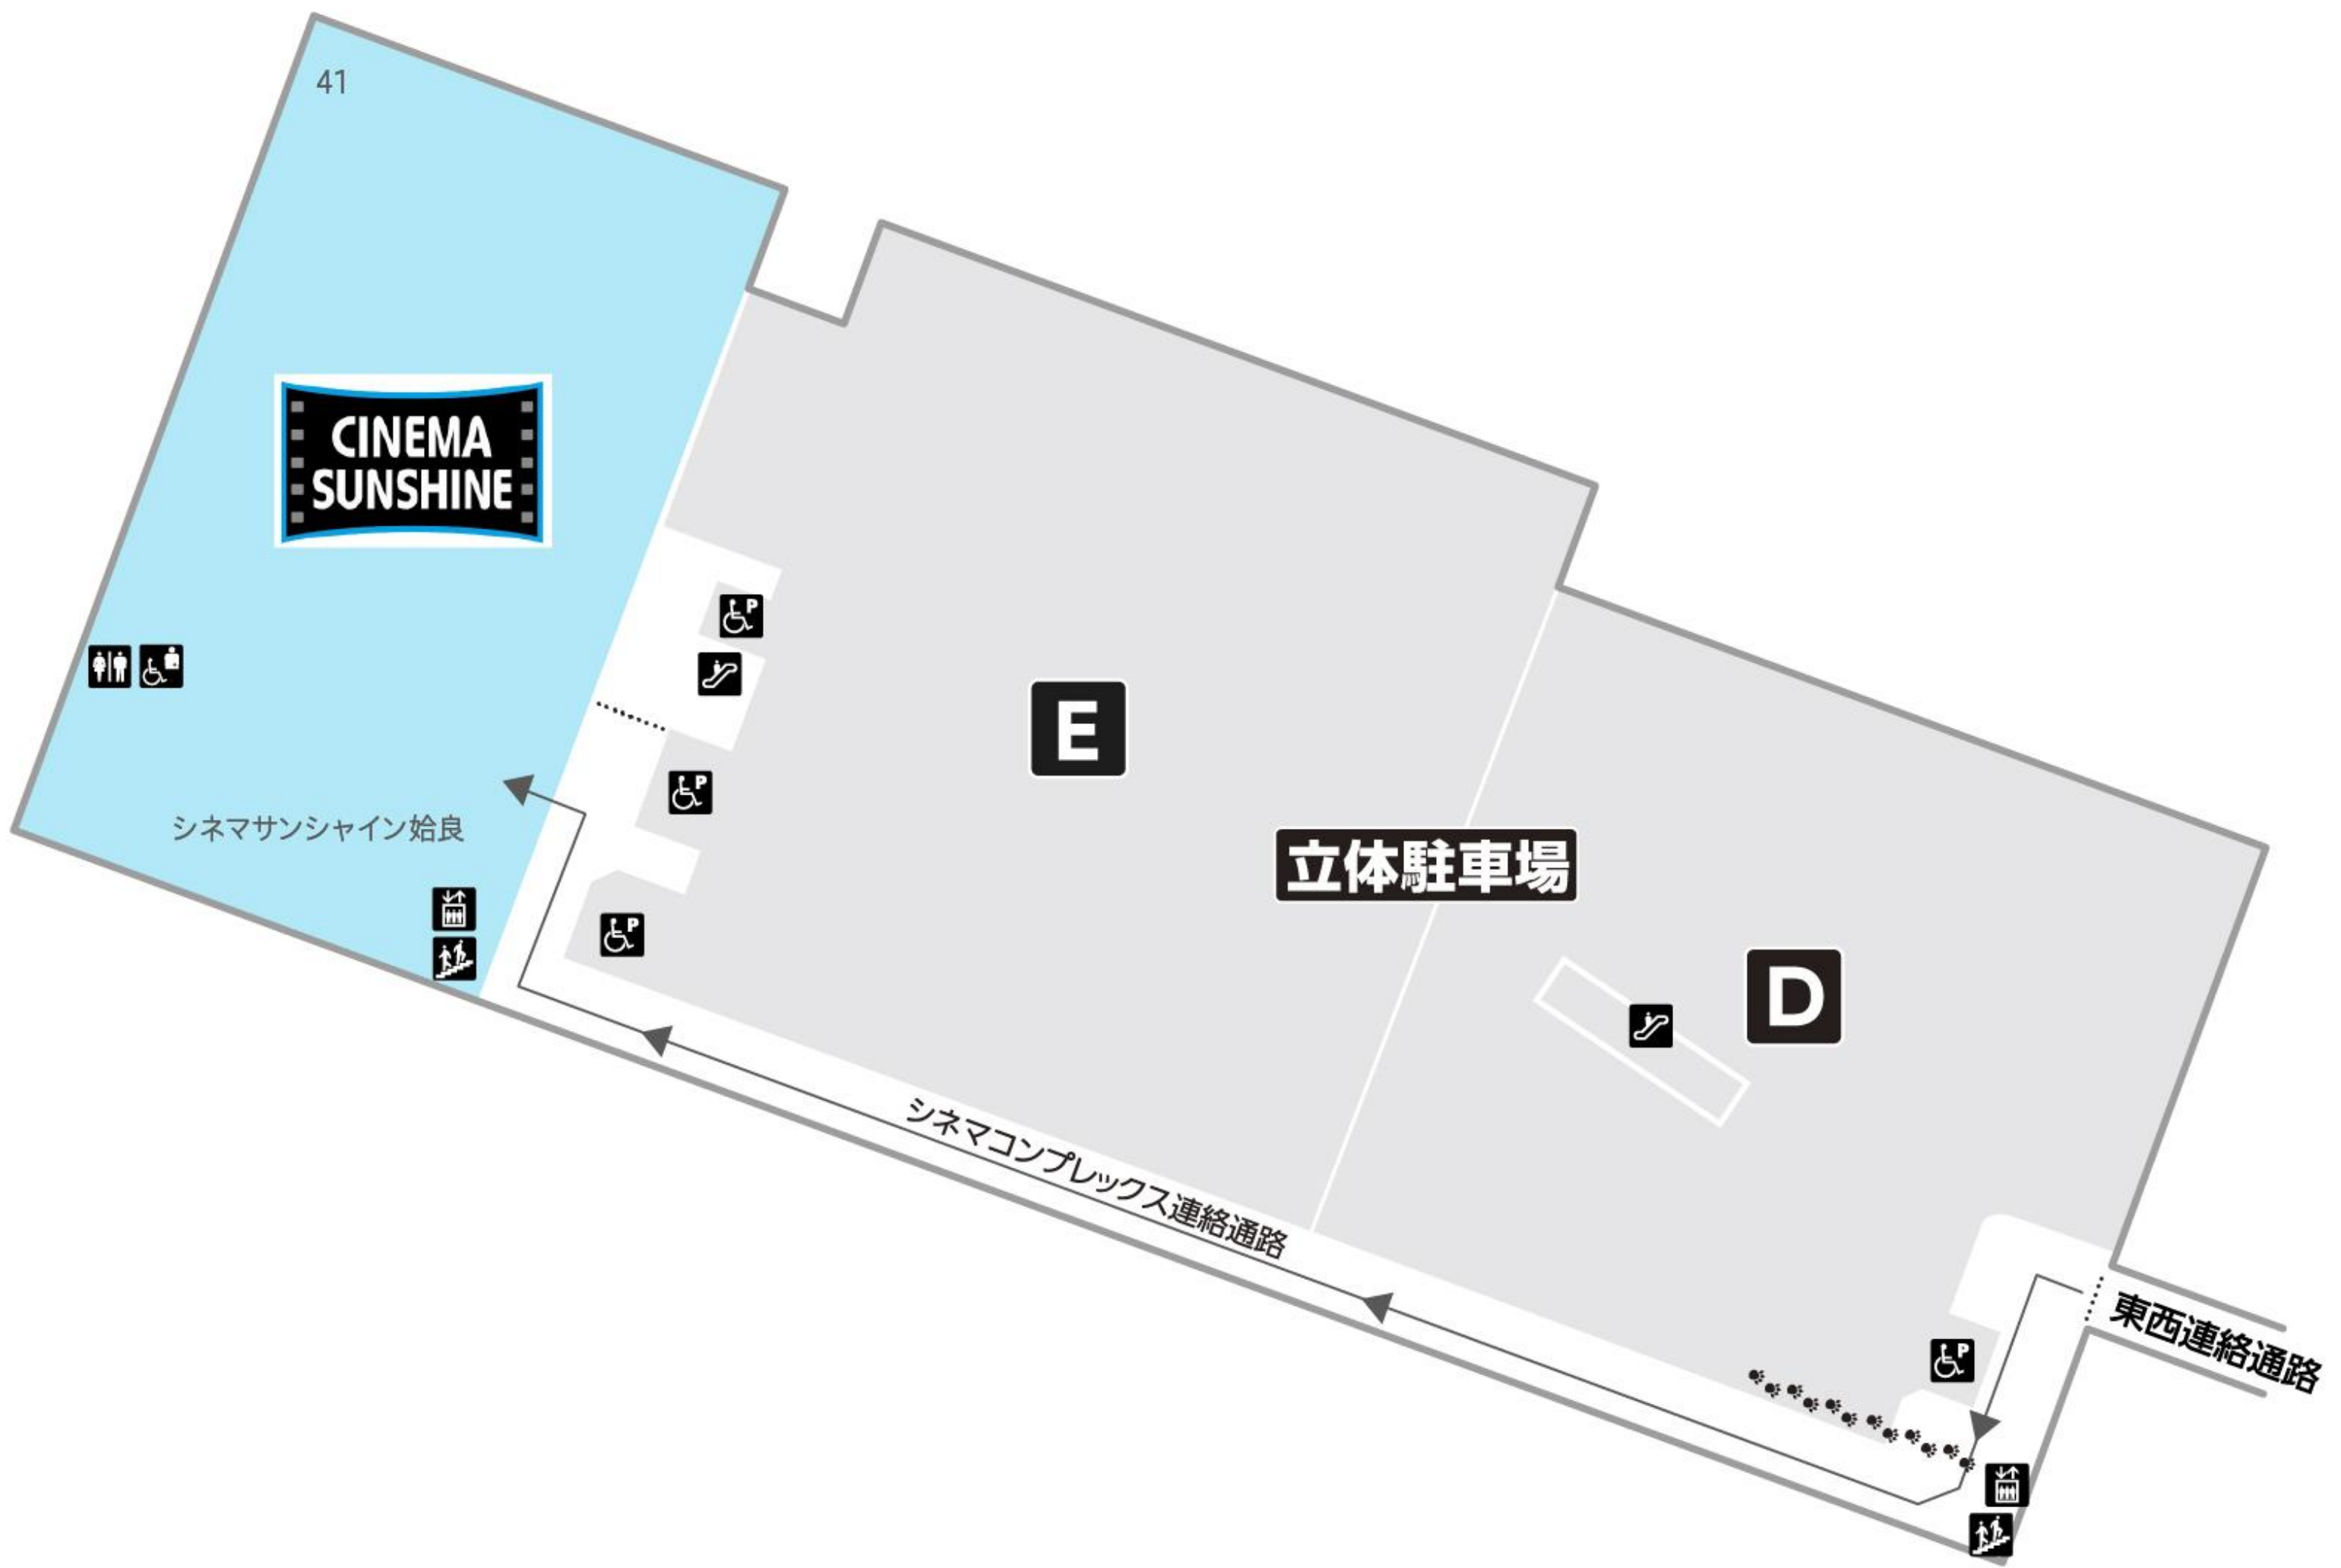 41
CINEMA
SUNSHINE
P
E
P
シネマサンシャイン姶良
立体駐車場
P
D
シネマコンプレックス連絡通路
東西連絡通路
P